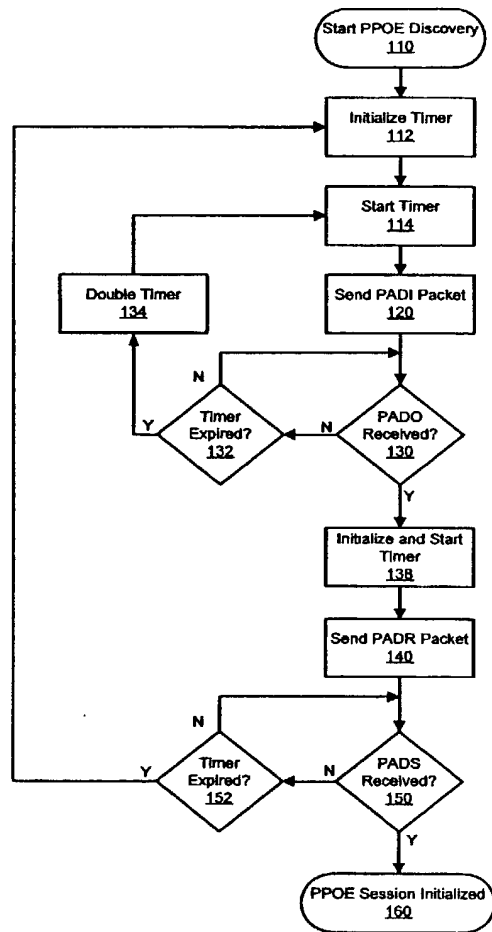 Start PPOE Discovery
110
Initialize Timer
112
Start Timer
114
Double Timer
134
Send PADI Packet
120
N
Timer
Expired?
132
Y
N
PADO
Received?
130
Y
Initialize and Start
Timer
138
Send PADR Packet
140
N
Timer
Expired?
152
Y
N
PADS
Received?
150
Y
PPOE Session Initialized
160